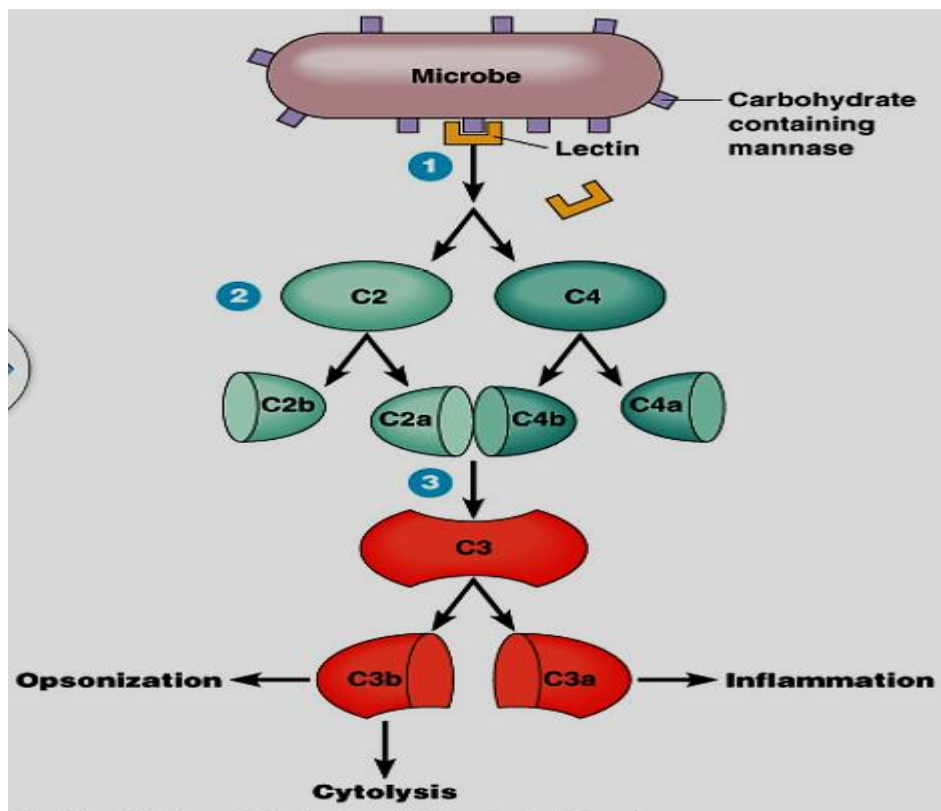 Microbe
Carbohydrate
containing
mannase
Lectin
1
2
C2
C4
C2b
C2a
C4b
C4a
3
C3
Opsonization
C3b
C3a
Inflammation
Cytolysis